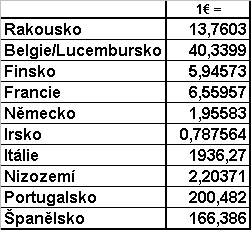 1€ =
Rakousko 13,7603
Belgie/Lucembursko 40,3399
Finsko 5,94573
Francie 6,55957
Německo 1,95583
Irsko 0,787564
Itálie 1936,27
Nizozemí 2,20371
Portugalsko 200,482
Španělsko 166,386